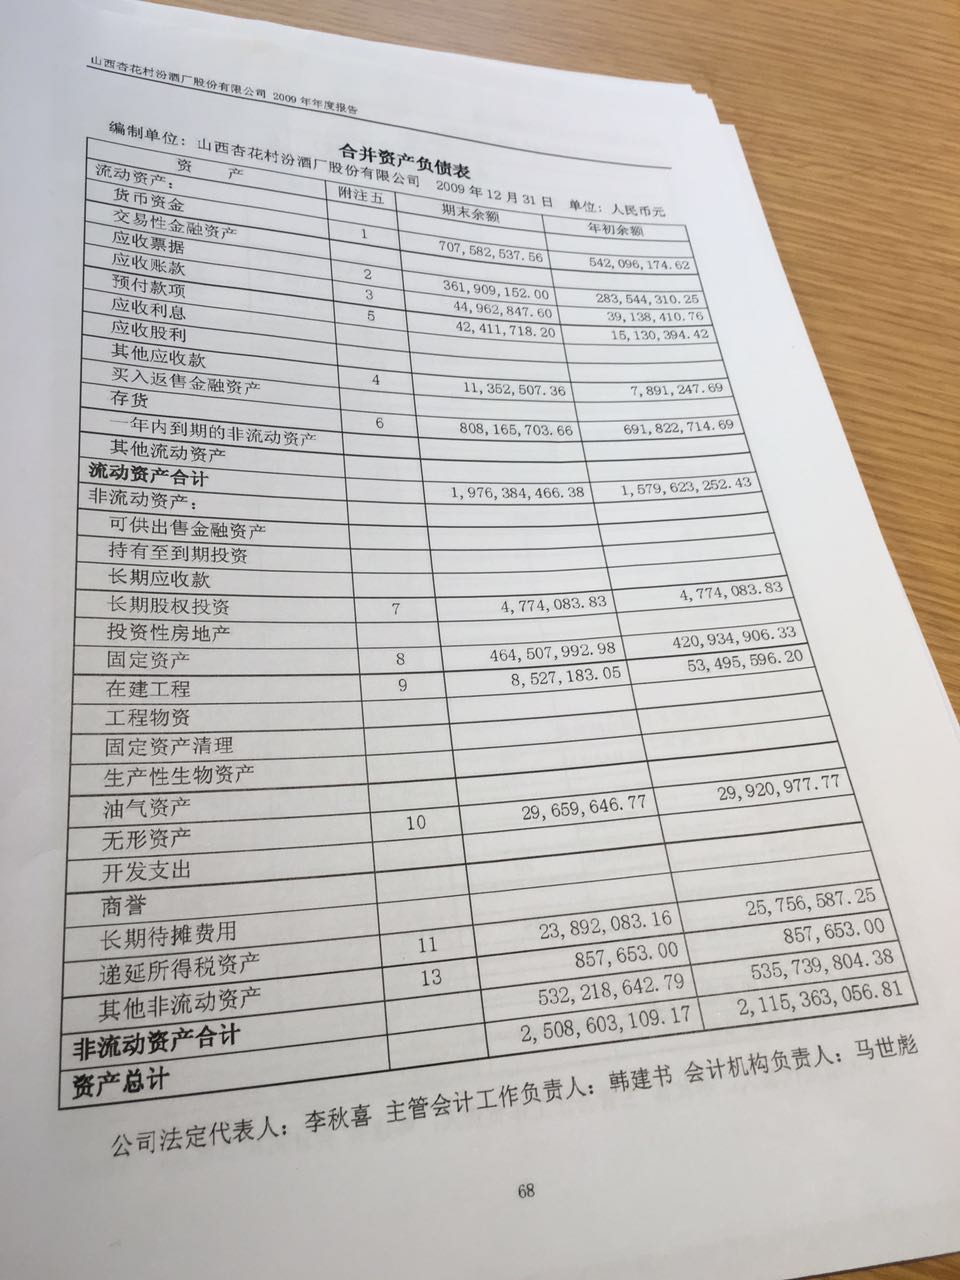 山西杏花村汾酒厂股份有限公司 2009 年年度报告
合并资产负债表
编制单位：山西杏花村汾酒厂股份有限公司 2009 年 12 月 31 日 单位：人民币元
资 产 附注五 期末余额 年初余额
流动资产：
货币资金 1 707,582,537.56 542,096,174.62
交易性金融资产
应收票据 2 361,909,152.00 283,544,310.25
应收账款 3 44,962,847.60 39,138,410.76
预付款项 5 42,411,718.20 15,130,394.42
应收利息
应收股利
其他应收款 4 11,352,507.36 7,891,247.69
买入返售金融资产
存货 6 808,165,703.66 691,822,714.69
一年内到期的非流动资产
其他流动资产
流动资产合计 1,976,384,466.38 1,579,623,252.43
非流动资产：
可供出售金融资产
持有至到期投资
长期应收款
长期股权投资 7 4,774,083.83 4,774,083.83
投资性房地产
固定资产 8 464,507,992.98 420,934,906.33
在建工程 9 8,527,183.05 53,495,596.20
工程物资
固定资产清理
生产性生物资产
油气资产
无形资产 10 29,659,646.77 29,920,977.77
开发支出
商誉
长期待摊费用 11 23,892,083.16 25,756,587.25
递延所得税资产 13 857,653.00 857,653.00
其他非流动资产
非流动资产合计 532,218,642.79 535,739,804.38
资产总计 2,508,603,109.17 2,115,363,056.81
公司法定代表人：李秋喜 主管会计工作负责人：韩建书 会计机构负责人：马世彪
68